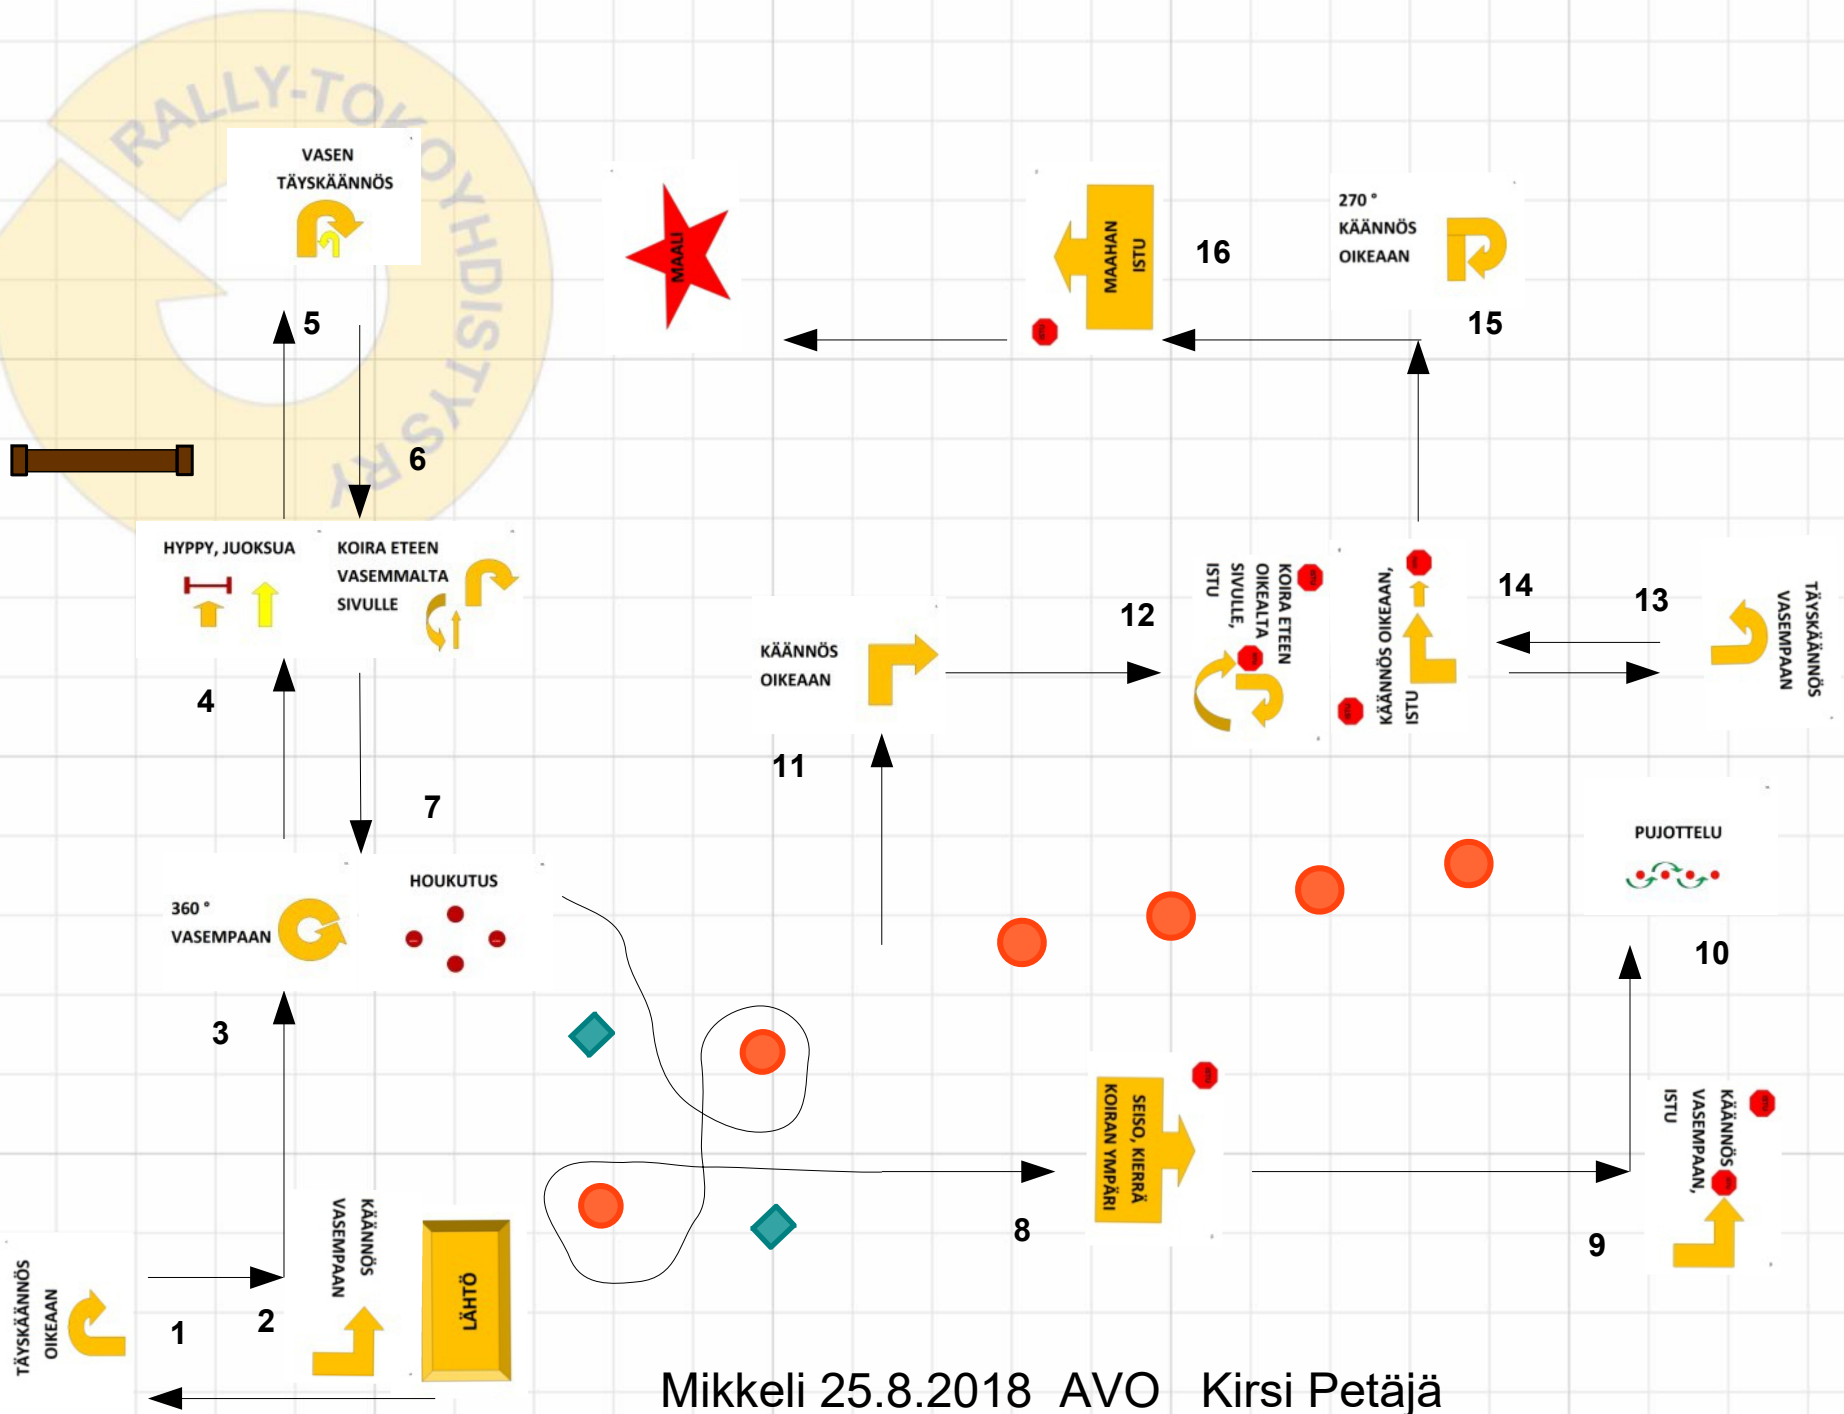 RALLY-TOKOYHDISTYS RY
VASEN
TÄYSKÄÄNNÖS
5
6
MAALI
MAAHAN
ISTU
16
270 °
KÄÄNNÖS
OIKEAAN
15
HYPPY, JUOKSUA
4
KOIRA ETEEN
VASEMMALTA
SIVULLE
7
KÄÄNNÖS
OIKEAAN
11
12
KOIRA ETEEN
OIKEALTA
SIVULLE,
ISTU
KÄÄNNÖS OIKEAAN,
ISTU
14
13
TÄYSKÄÄNNÖS
VASEMPAAN
PUJOTTELU
10
360 °
VASEMPAAN
3
HOUKUTUS
SEISO, KIERRÄ
KOIRAN YMPÄRI
8
KÄÄNNÖS
VASEMPAAN,
ISTU
9
TÄYSKÄÄNNÖS
OIKEAAN
1
2
KÄÄNNÖS
VASEMPAAN
LÄHTÖ
Mikkeli 25.8.2018 AVO Kirsi Petäjä